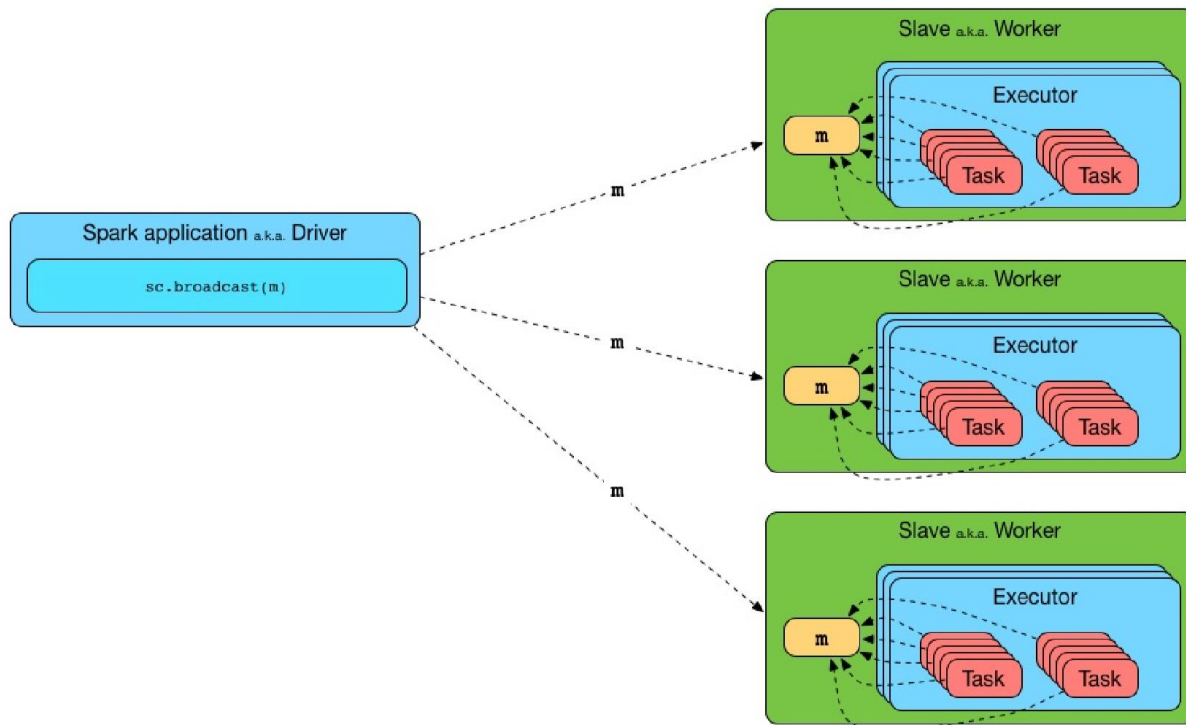 Slave a.k.a. Worker
Executor
m
Task
Task
m
Spark application a.k.a. Driver
sc.broadcast(m)
Slave a.k.a. Worker
Executor
m
m
Task
Task
m
Slave a.k.a. Worker
Executor
m
Task
Task